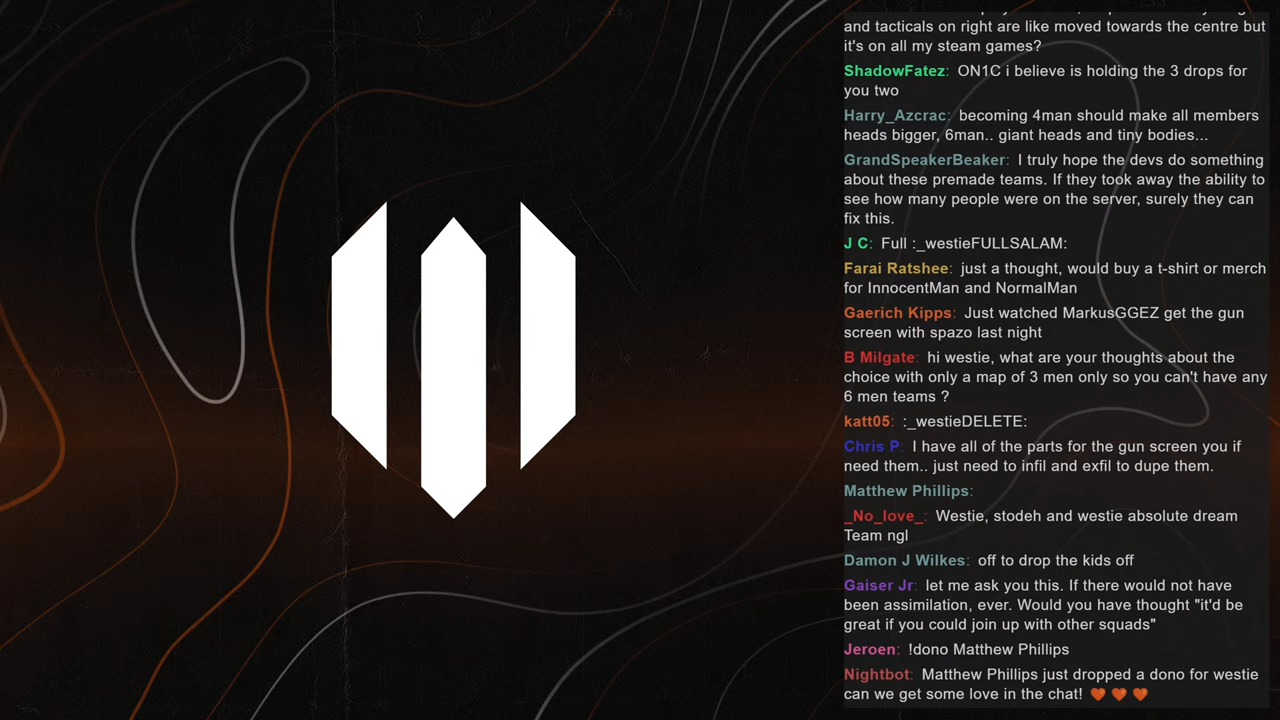 and tacticals on right are like moved towards the centre but
it's on all my steam games?
ShadowFatez: ON1C i believe is holding the 3 drops for
you two
Harry_Azcrac: becoming 4man should make all members
heads bigger, 6man.. giant heads and tiny bodies...
GrandSpeakerBeaker: I truly hope the devs do something
about these premade teams. If they took away the ability to
see how many people were on the server, surely they can
fix this.
J C: Full :_westieFULLSALAM:
Farai Ratshee: just a thought, would buy a t-shirt or merch
for InnocentMan and NormalMan
Gaerich Kipps: Just watched MarkusGGEZ get the gun
screen with spazo last night
B Milgate: hi westie, what are your thoughts about the
choice with only a map of 3 men only so you can't have any
6 men teams ?
katt05: :_westieDELETE:
Chris P: I have all of the parts for the gun screen you if
need them.. just need to infil and exfil to dupe them.
Matthew Phillips:
_No_love_: Westie, stodeh and westie absolute dream
Team ngl
Damon J Wilkes: off to drop the kids off
Gaiser Jr: let me ask you this. If there would not have
been assimilation, ever. Would you have thought "it'd be
great if you could join up with other squads"
Jeroen: !dono Matthew Phillips
Nightbot: Matthew Phillips just dropped a dono for westie
can we get some love in the chat! 🧡 🧡 🧡